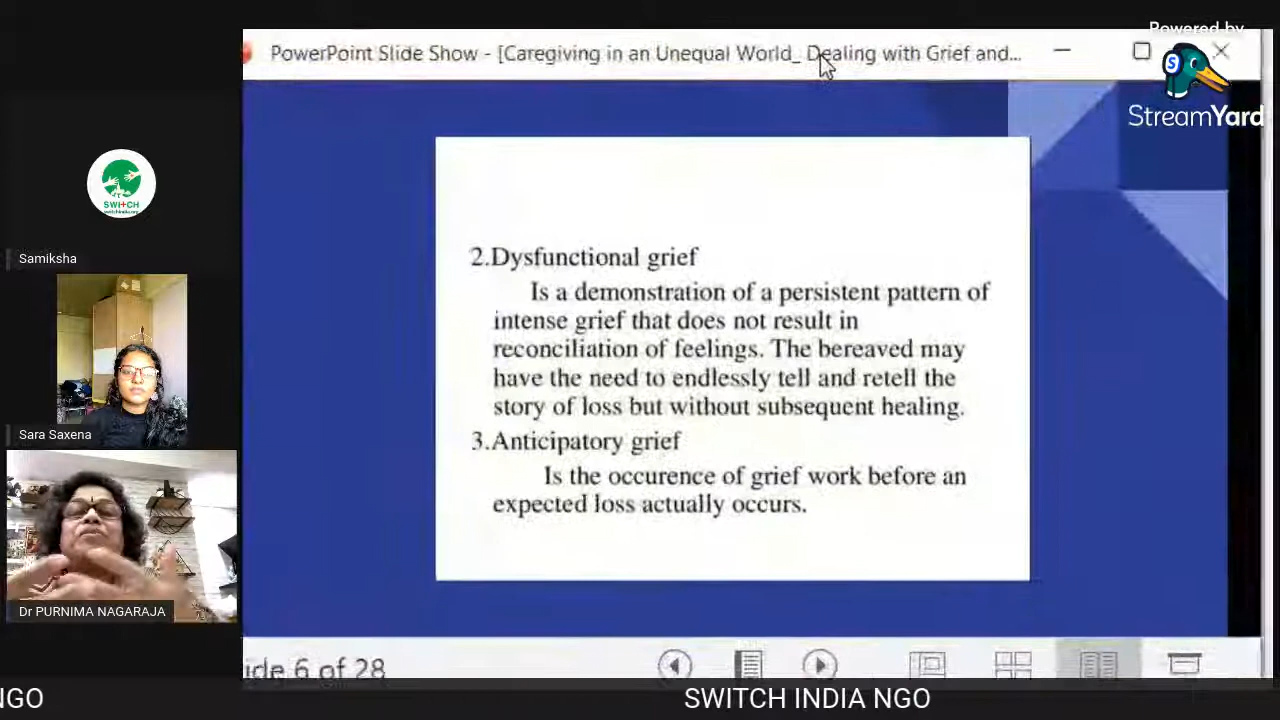 Powered by
StreamYard
PowerPoint Slide Show - [Caregiving in an Unequal World_ Dealing with Grief and...
2.Dysfunctional grief
Is a demonstration of a persistent pattern of
intense grief that does not result in
reconciliation of feelings. The bereaved may
have the need to endlessly tell and retell the
story of loss but without subsequent healing.
3.Anticipatory grief
Is the occurence of grief work before an
expected loss actually occurs.
SWITCH
switchindia.org
Samiksha
Sara Saxena
Dr PURNIMA NAGARAJA
ide 6 of 28
NGO
SWITCH INDIA NGO